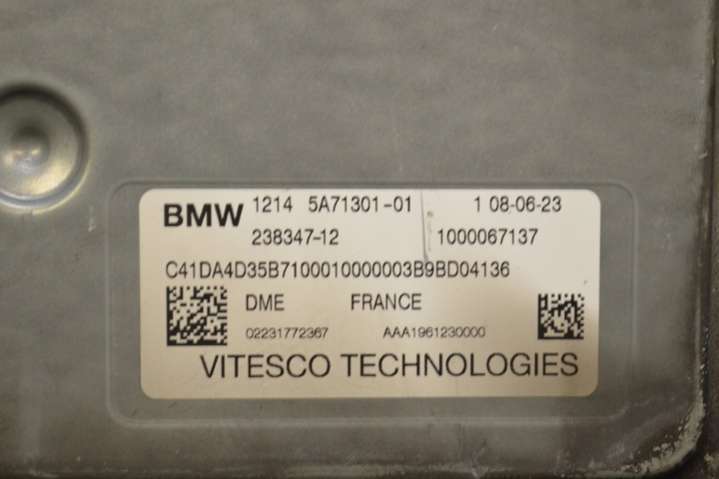 BMW 1214 5A71301-01 1 08-06-23
238347-12 1000067137
C41DA4D35B7100010000003B9BD04136
DME FRANCE
02231772367 AAA1961230000
VITESCO TECHNOLOGIES